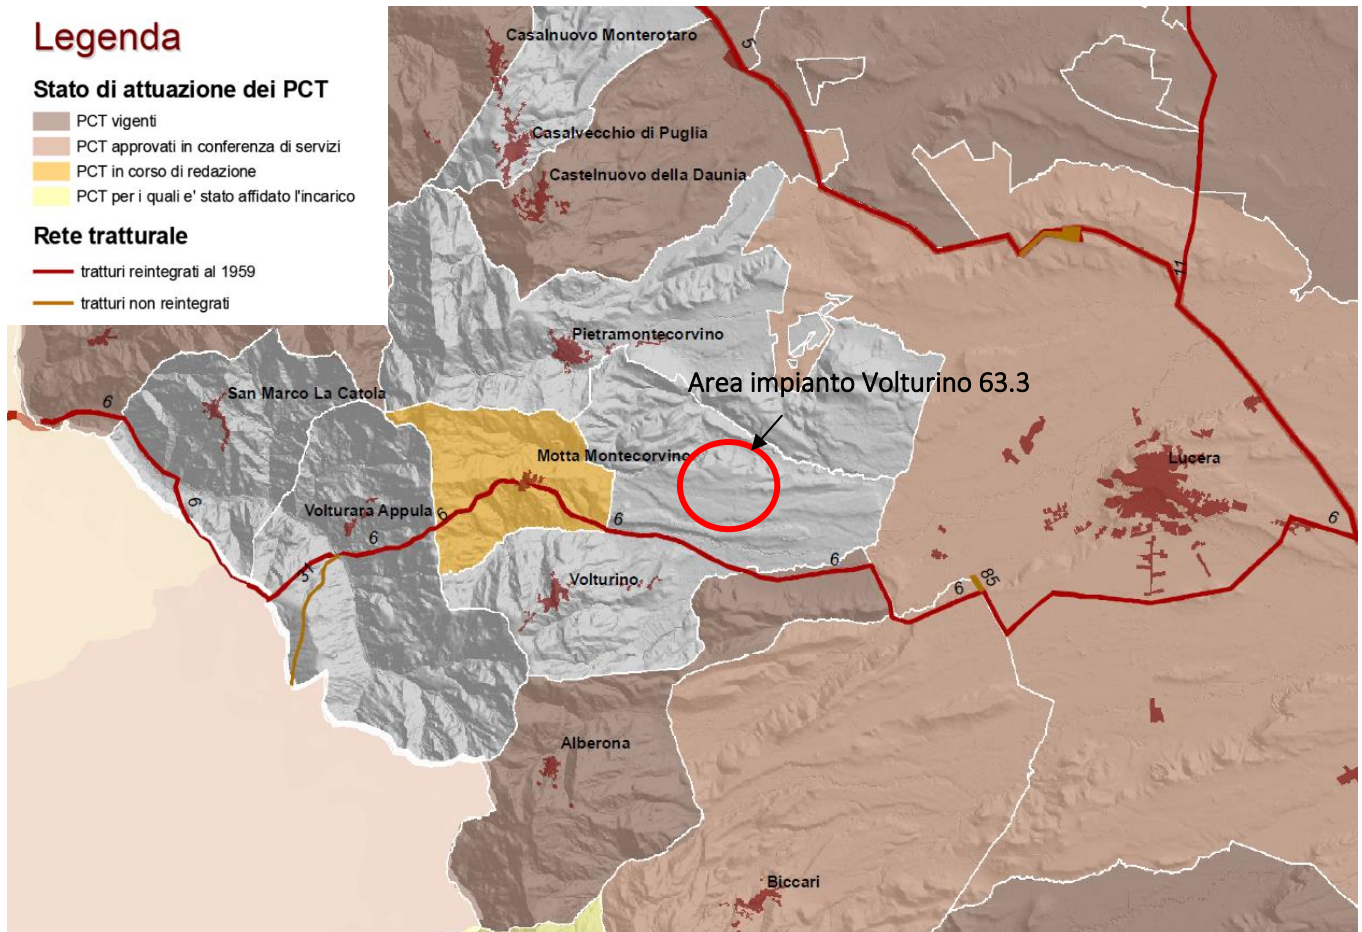 Legenda
Stato di attuazione dei PCT
PCT vigenti
PCT approvati in conferenza di servizi
PCT in corso di redazione
PCT per i quali e' stato affidato l'incarico
Rete tratturale
tratturi reintegrati al 1959
tratturi non reintegrati
Casalnuovo Monterotaro
5
Casalvecchio di Puglia
Castelnuovo della Daunia
11
Pietramontecorvino
Area impianto Volturino 63.3
San Marco La Catola
6
Motta Montecorvino
Lucera
6
Volturara Appula
6
6
6
6
6
51
Volturino
6
85
6
Alberona
Biccari